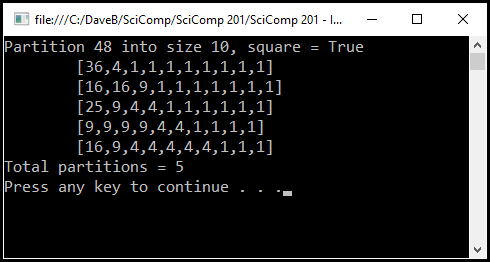 file:///C:/DaveB/SciComp/SciComp 201/SciComp 201 - I...
Partition 48 into size 10, square = True
[36,4,1,1,1,1,1,1,1,1]
[16,16,9,1,1,1,1,1,1,1]
[25,9,4,4,1,1,1,1,1,1]
[9,9,9,9,4,4,1,1,1,1]
[16,9,4,4,4,4,4,1,1,1]
Total partitions = 5
Press any key to continue . . .